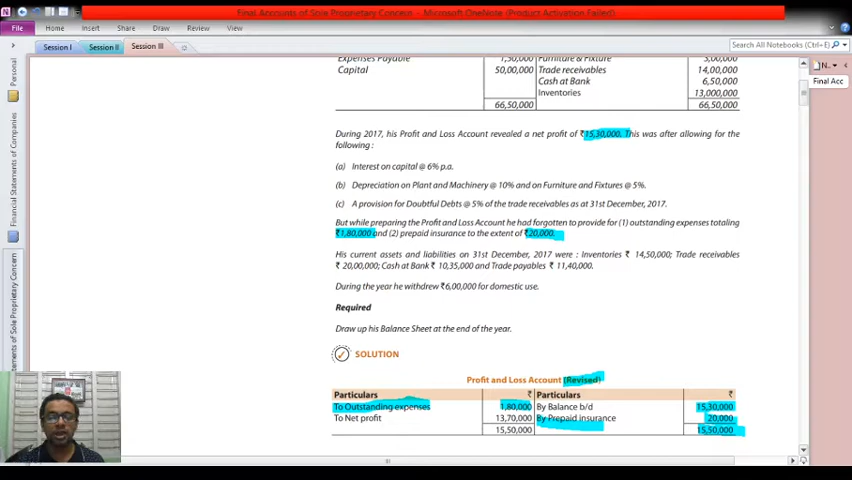 Final Accounts of Sole Proprietary Concern - Microsoft OneNote (Product Activation Failed)
File Home Insert Share Draw Review View
Session I Session II Session III Search All Notebooks (Ctrl+E)
Personal
Financial Statements of Companies
tements of Sole Proprietary Concern
N..
Final Acc
Expenses Payable 1,50,000 Furniture & Fixture 3,00,000
Capital 50,00,000 Trade receivables 14,00,000
Cash at Bank 6,50,000
Inventories 13,000,000
66,50,000 66,50,000
During 2017, his Profit and Loss Account revealed a net profit of ₹15,30,000. This was after allowing for the
following :
(a) Interest on capital @ 6% p.a.
(b) Depreciation on Plant and Machinery @ 10% and on Furniture and Fixtures @ 5%.
(c) A provision for Doubtful Debts @ 5% of the trade receivables as at 31st December, 2017.
But while preparing the Profit and Loss Account he had forgotten to provide for (1) outstanding expenses totaling
₹1,80,000 and (2) prepaid insurance to the extent of ₹20,000.
His current assets and liabilities on 31st December, 2017 were : Inventories ₹ 14,50,000; Trade receivables
₹ 20,00,000; Cash at Bank ₹ 10,35,000 and Trade payables ₹ 11,40,000.
During the year he withdrew ₹6,00,000 for domestic use.
Required
Draw up his Balance Sheet at the end of the year.
SOLUTION
Profit and Loss Account (Revised)
Particulars ₹ Particulars ₹
To Outstanding expenses 1,80,000 By Balance b/d 15,30,000
To Net profit 13,70,000 By Prepaid insurance 20,000
15,50,000 15,50,000